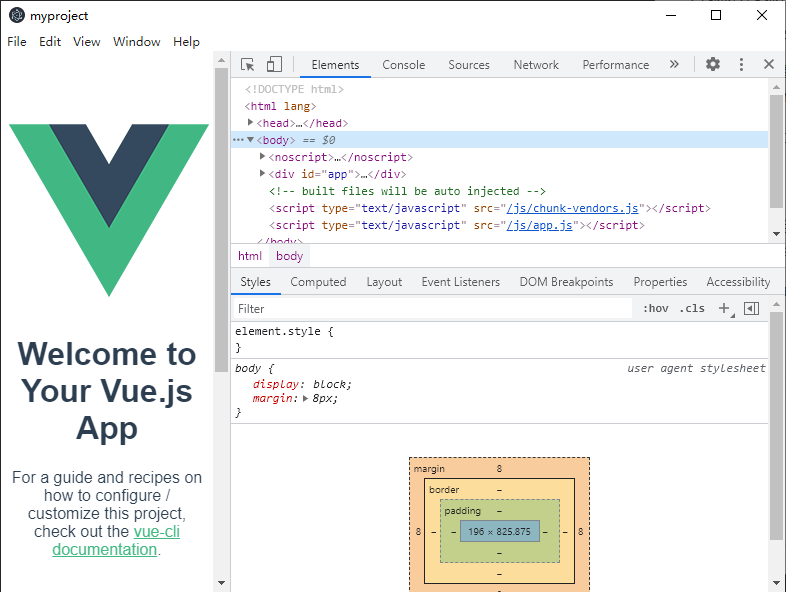 myproject
File Edit View Window Help
Welcome to
Your Vue.js
App
For a guide and recipes on
how to configure /
customize this project,
check out the vue-cli
documentation.
Elements Console Sources Network Performance »
<!DOCTYPE html>
<html lang>
▶<head>…</head>
…▼<body> == $0
▶<noscript>…</noscript>
▶<div id="app">…</div>
<!-- built files will be auto injected -->
<script type="text/javascript" src="/js/chunk-vendors.js"></script>
<script type="text/javascript" src="/js/app.js"></script>
</body>
html body
Styles Computed Layout Event Listeners DOM Breakpoints Properties Accessibility
Filter :hov .cls +
element.style {
}
body { user agent stylesheet
display: block;
margin: ▶ 8px;
}
margin 8
border –
padding –
8 – – 196 × 825.875 – – 8
–
–